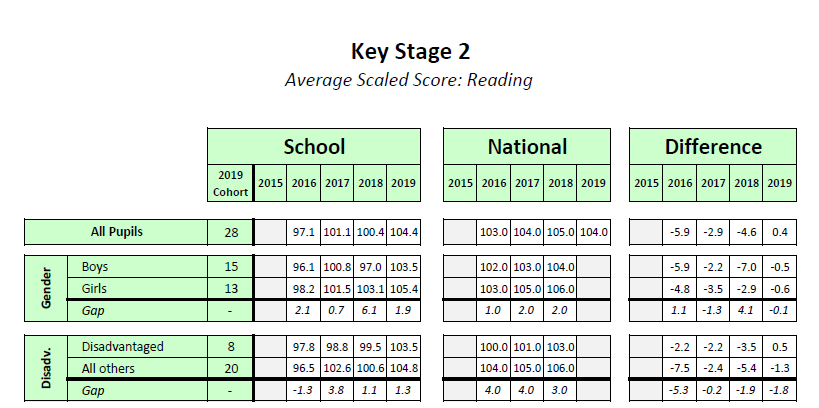 Key Stage 2
Average Scaled Score: Reading
School National Difference
2019 Cohort 2015 2016 2017 2018 2019 2015 2016 2017 2018 2019 2015 2016 2017 2018 2019
All Pupils 28 97.1 101.1 100.4 104.4 103.0 104.0 105.0 104.0 -5.9 -2.9 -4.6 0.4
Gender
Boys 15 96.1 100.8 97.0 103.5 102.0 103.0 104.0 -5.9 -2.2 -7.0 -0.5
Girls 13 98.2 101.5 103.1 105.4 103.0 105.0 106.0 -4.8 -3.5 -2.9 -0.6
Gap - 2.1 0.7 6.1 1.9 1.0 2.0 2.0 1.1 -1.3 4.1 -0.1
Disadv.
Disadvantaged 8 97.8 98.8 99.5 103.5 100.0 101.0 103.0 -2.2 -2.2 -3.5 0.5
All others 20 96.5 102.6 100.6 104.8 104.0 105.0 106.0 -7.5 -2.4 -5.4 -1.3
Gap - -1.3 3.8 1.1 1.3 4.0 4.0 3.0 -5.3 -0.2 -1.9 -1.8